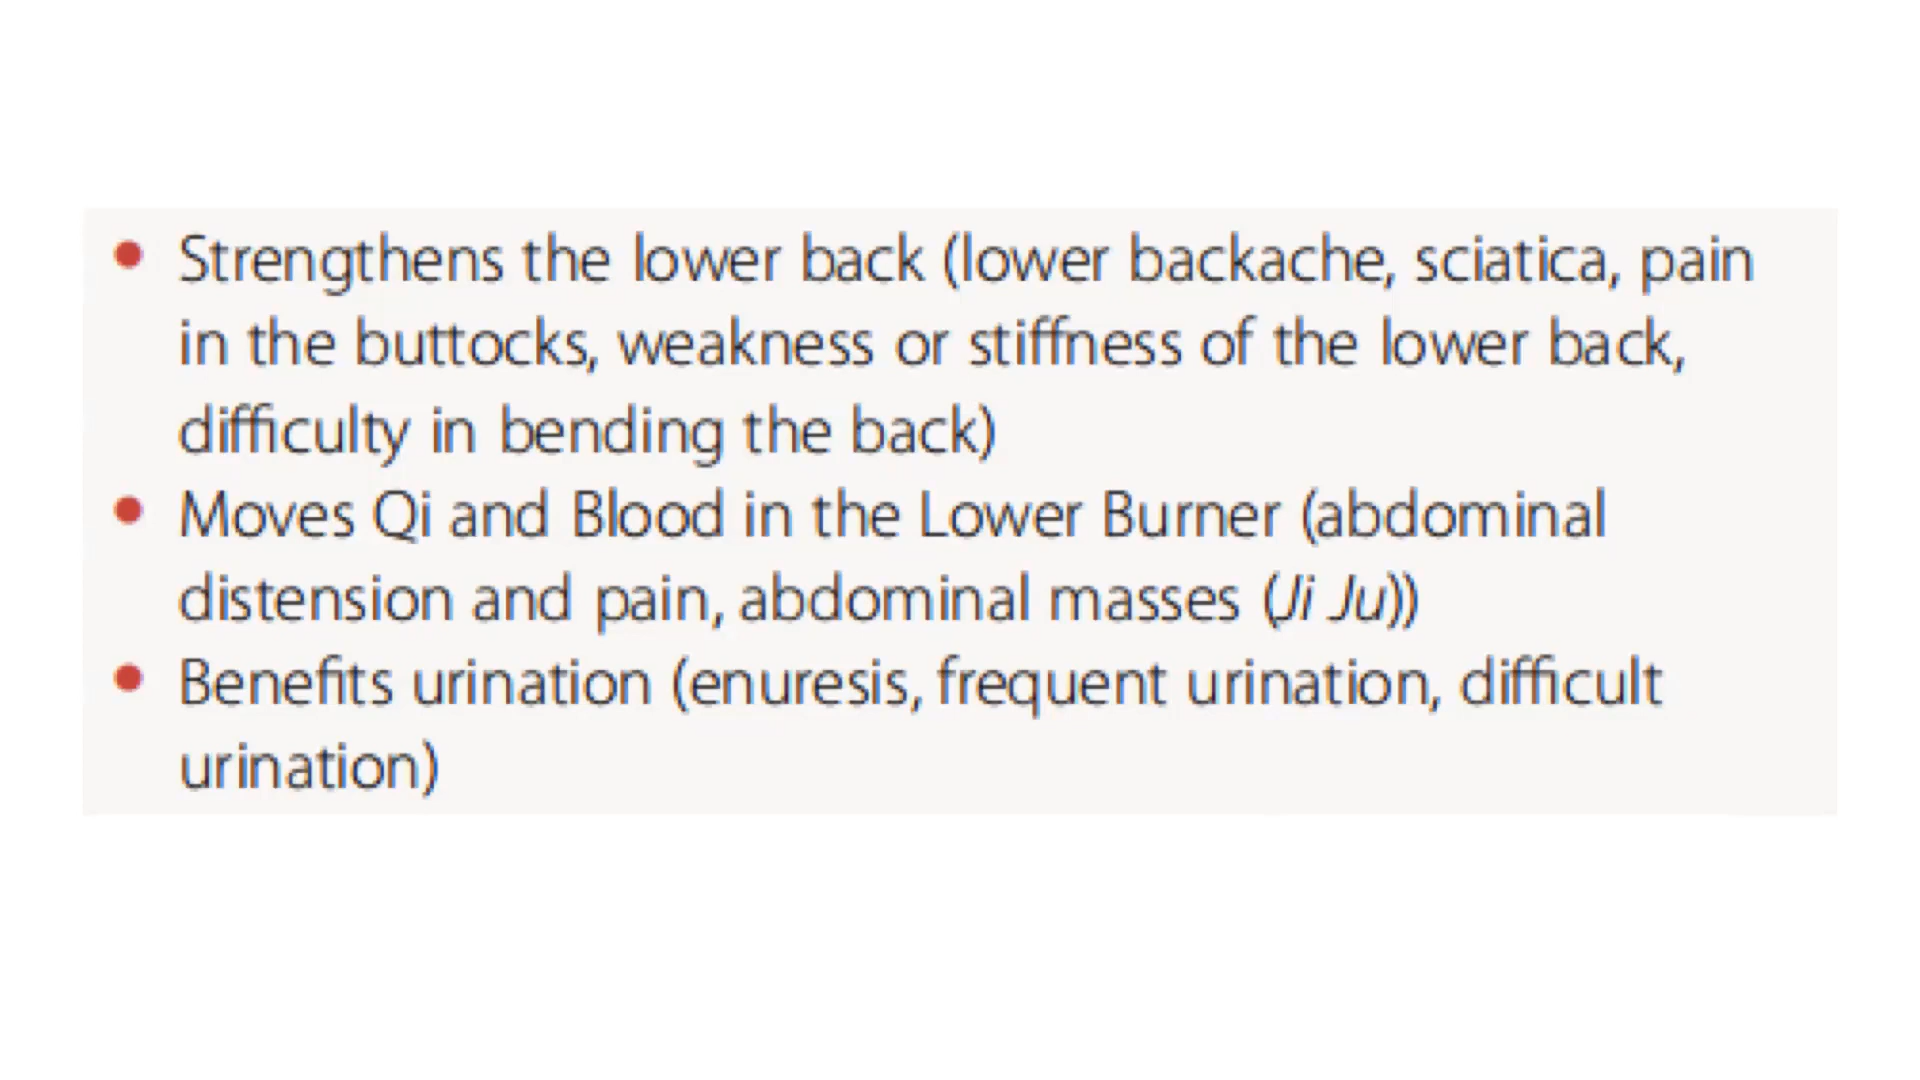 • Strengthens the lower back (lower backache, sciatica, pain
in the buttocks, weakness or stiffness of the lower back,
difficulty in bending the back)
• Moves Qi and Blood in the Lower Burner (abdominal
distension and pain, abdominal masses (Ji Ju))
• Benefits urination (enuresis, frequent urination, difficult
urination)